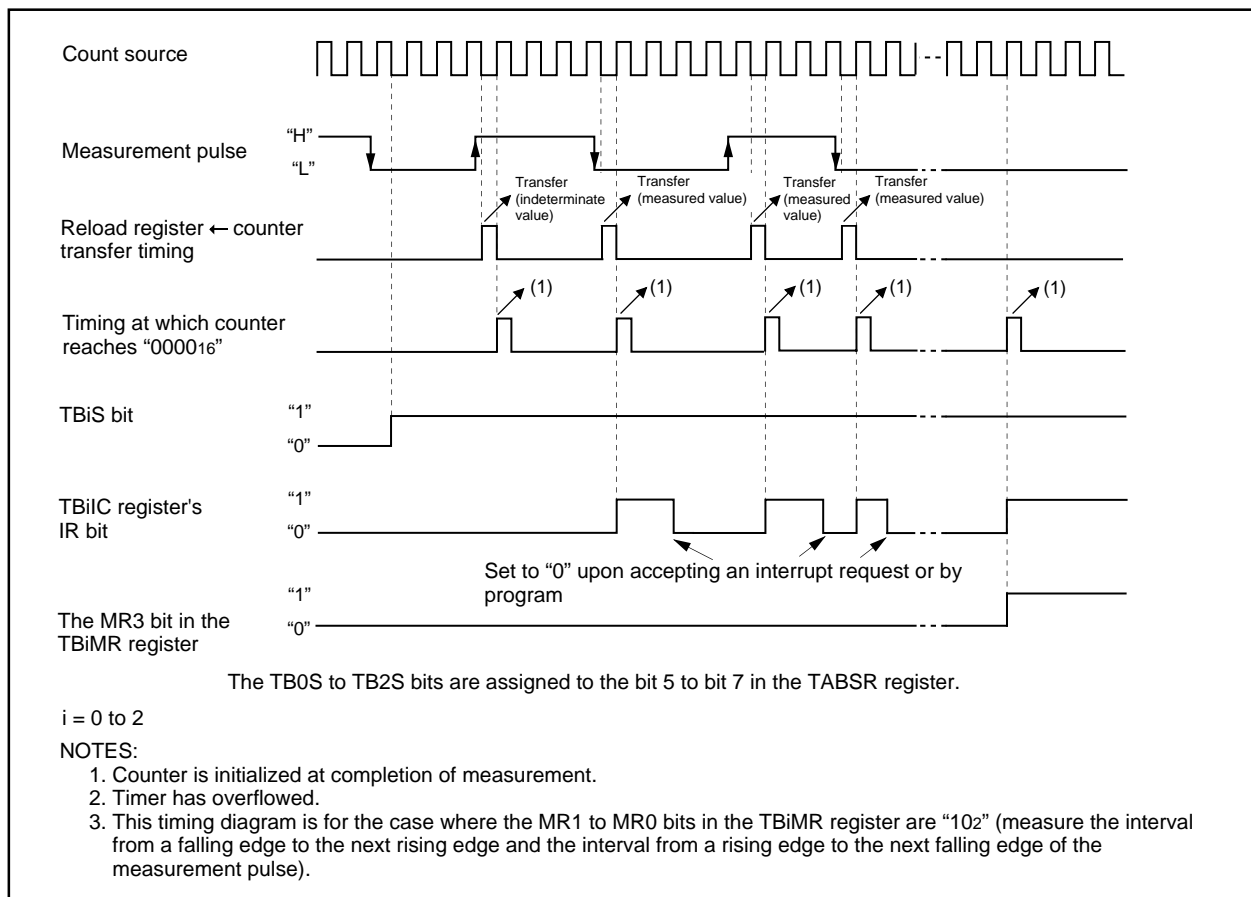 Count source
Measurement pulse
“H”
“L”
Transfer
(indeterminate
value)
Transfer
(measured value)
Transfer
(measured
value)
Transfer
(measured value)
Reload register ← counter
transfer timing
(1)
(1)
(1)
(1)
(1)
Timing at which counter
reaches “000016”
TBiS bit
“1”
“0”
TBiIC register's
IR bit
“1”
“0”
Set to “0” upon accepting an interrupt request or by
program
The MR3 bit in the
TBiMR register
“1”
“0”
The TB0S to TB2S bits are assigned to the bit 5 to bit 7 in the TABSR register.
i = 0 to 2
NOTES:
1. Counter is initialized at completion of measurement.
2. Timer has overflowed.
3. This timing diagram is for the case where the MR1 to MR0 bits in the TBiMR register are “102” (measure the interval
from a falling edge to the next rising edge and the interval from a rising edge to the next falling edge of the
measurement pulse).